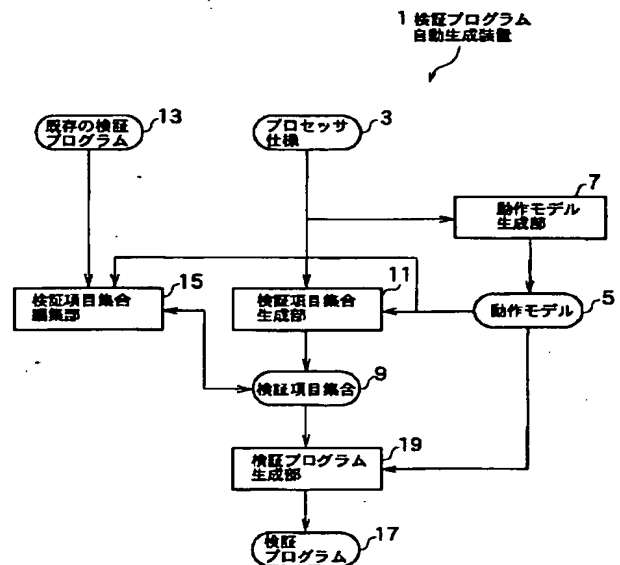 1 検証プログラム
自動生成装置
既存の検証
プログラム
13
プロセッサ
仕様
3
7
動作モデル
生成部
15
検証項目集合
編集部
11
検証項目集合
生成部
動作モデル
5
検証項目集合
9
19
検証プログラム
生成部
検証
プログラム
17